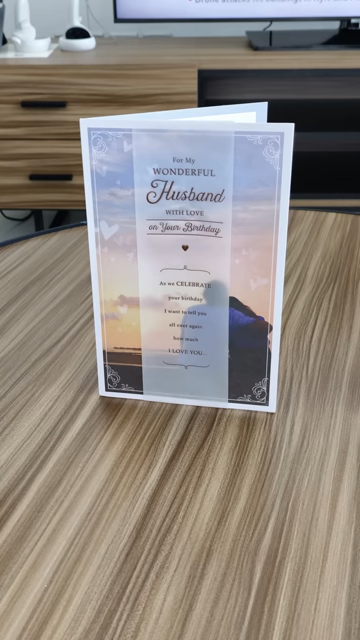 For My
WONDERFUL
Husband
WITH LOVE
on Your Birthday
As we CELEBRATE
your birthday
I want to tell you
all over again
how much
I LOVE YOU...